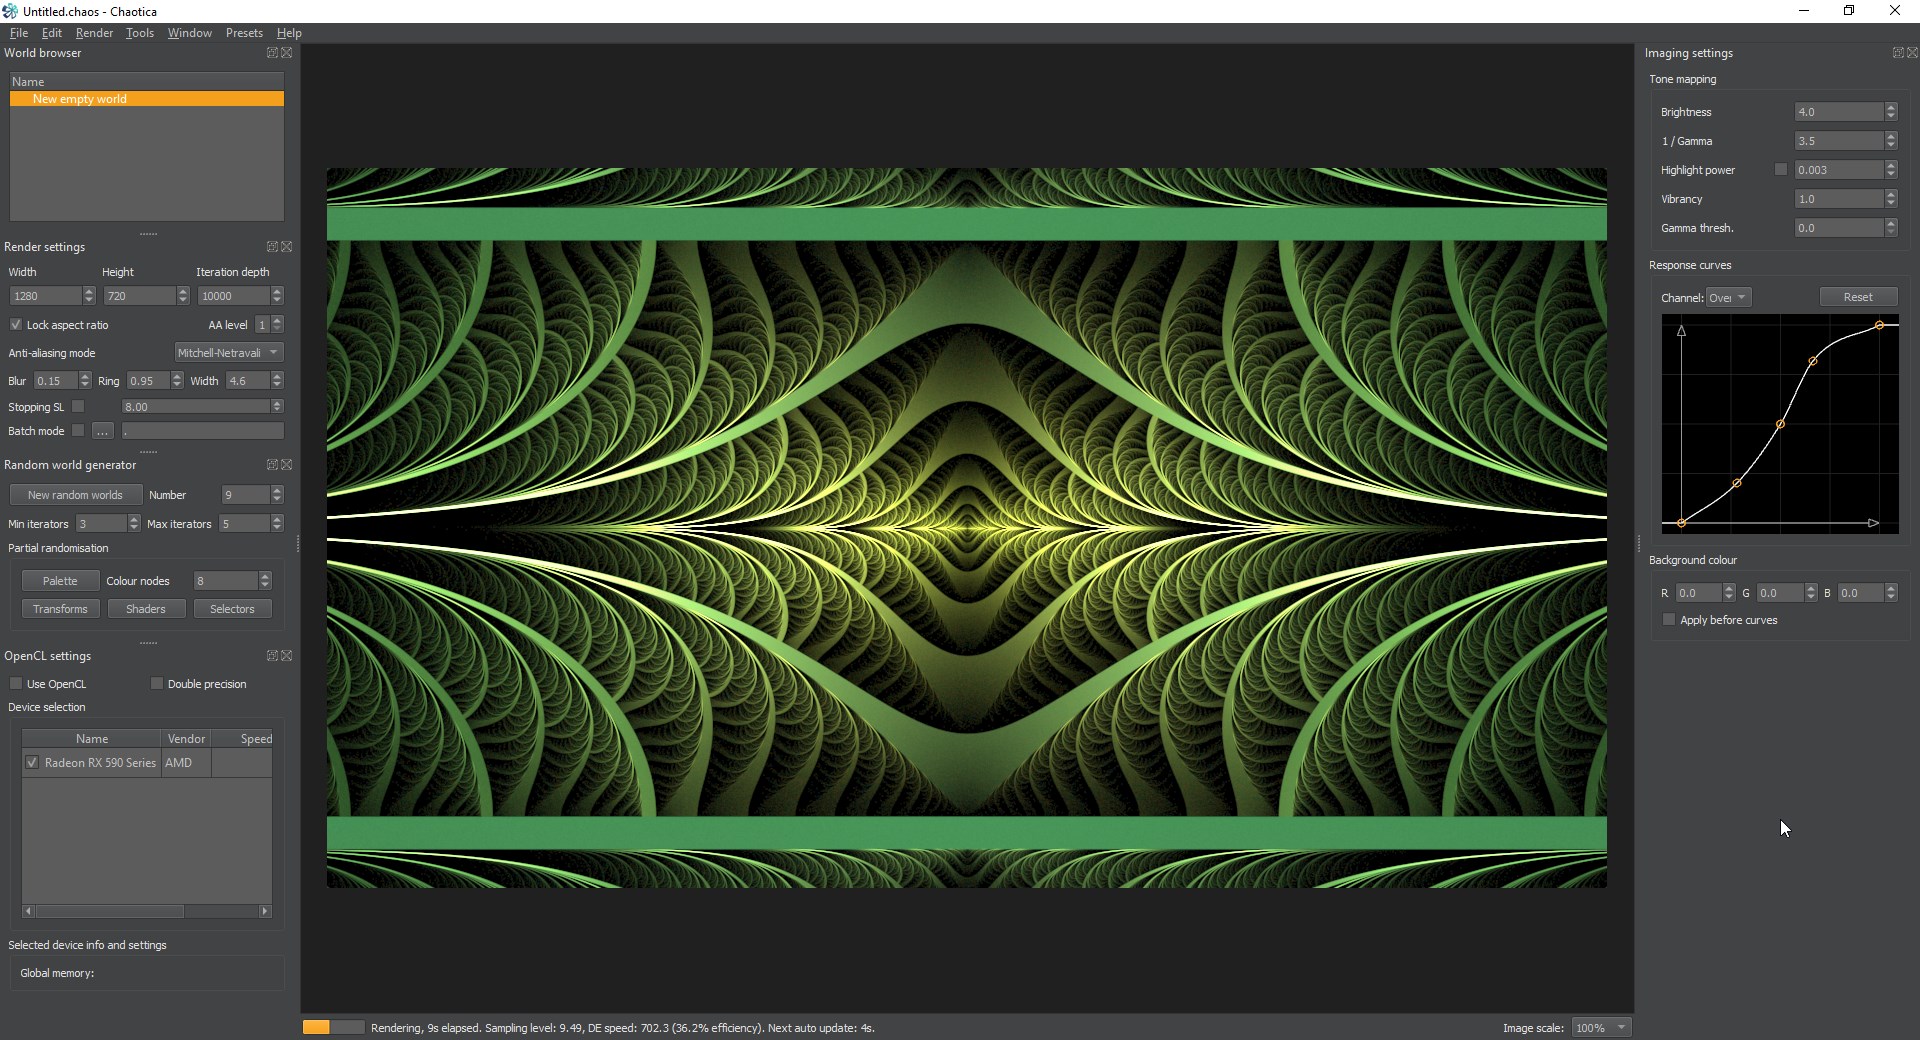 Untitled.chaos - Chaotica
File Edit Render Tools Window Presets Help
World browser
Name
New empty world
Render settings
Width Height Iteration depth
1280 720 10000
Lock aspect ratio AA level 1
Anti-aliasing mode Mitchell-Netravali
Blur 0.15 Ring 0.95 Width 4.6
Stopping SL 8.00
Batch mode ... .
Random world generator
New random worlds Number 9
Min iterators 3 Max iterators 5
Partial randomisation
Palette Colour nodes 8
Transforms Shaders Selectors
OpenCL settings
Use OpenCL Double precision
Device selection
Name Vendor Speed
Radeon RX 590 Series AMD
Selected device info and settings
Global memory:
Rendering, 9s elapsed. Sampling level: 9.49, DE speed: 702.3 (36.2% efficiency). Next auto update: 4s.
Image scale: 100%
Imaging settings
Tone mapping
Brightness 4.0
1 / Gamma 3.5
Highlight power 0.003
Vibrancy 1.0
Gamma thresh. 0.0
Response curves
Channel: Over Reset
Background colour
R 0.0 G 0.0 B 0.0
Apply before curves